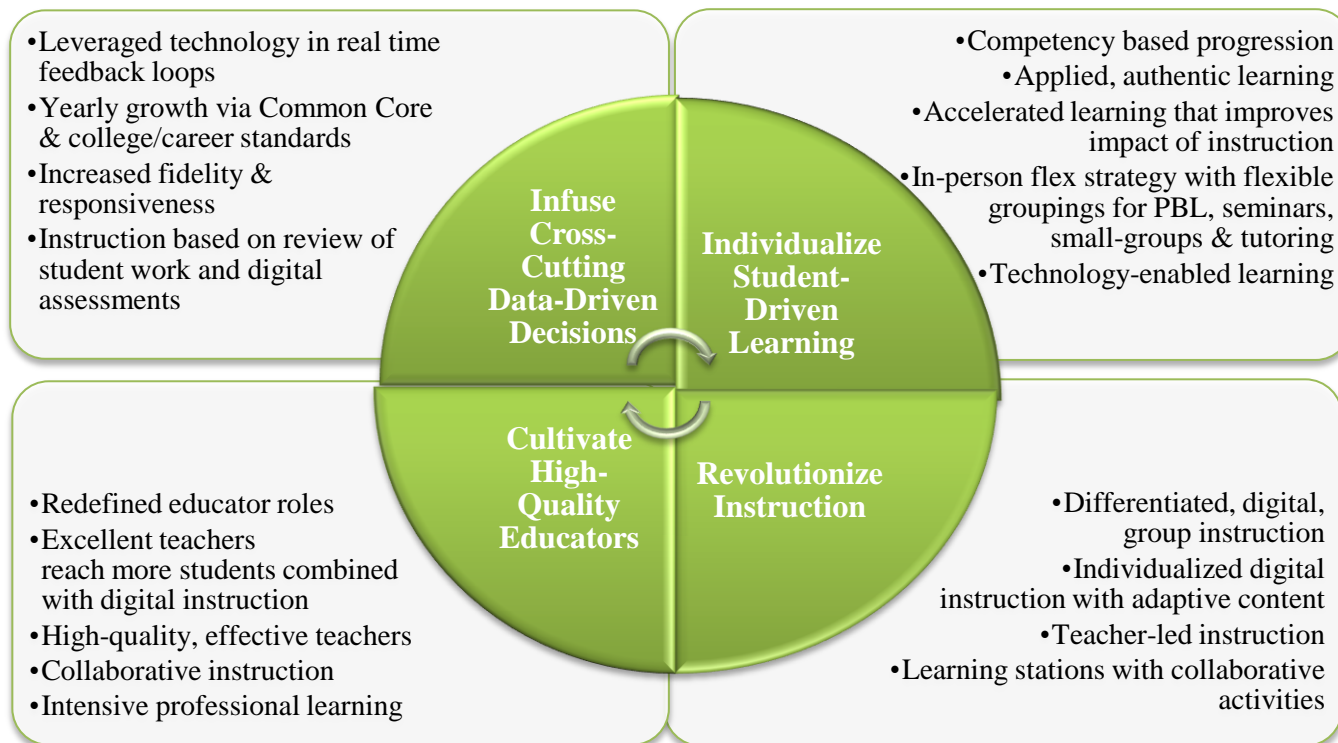 •Leveraged technology in real time
feedback loops
•Yearly growth via Common Core
& college/career standards
•Increased fidelity &
responsiveness
•Instruction based on review of
student work and digital
assessments
•Competency based progression
•Applied, authentic learning
•Accelerated learning that improves
impact of instruction
•In-person flex strategy with flexible
groupings for PBL, seminars,
small-groups & tutoring
•Technology-enabled learning
Infuse
Cross-
Cutting
Data-Driven
Decisions
Individualize
Student-
Driven
Learning
Cultivate
High-
Quality
Educators
Revolutionize
Instruction
•Redefined educator roles
•Excellent teachers
reach more students combined
with digital instruction
•High-quality, effective teachers
•Collaborative instruction
•Intensive professional learning
•Differentiated, digital,
group instruction
•Individualized digital
instruction with adaptive content
•Teacher-led instruction
•Learning stations with collaborative
activities